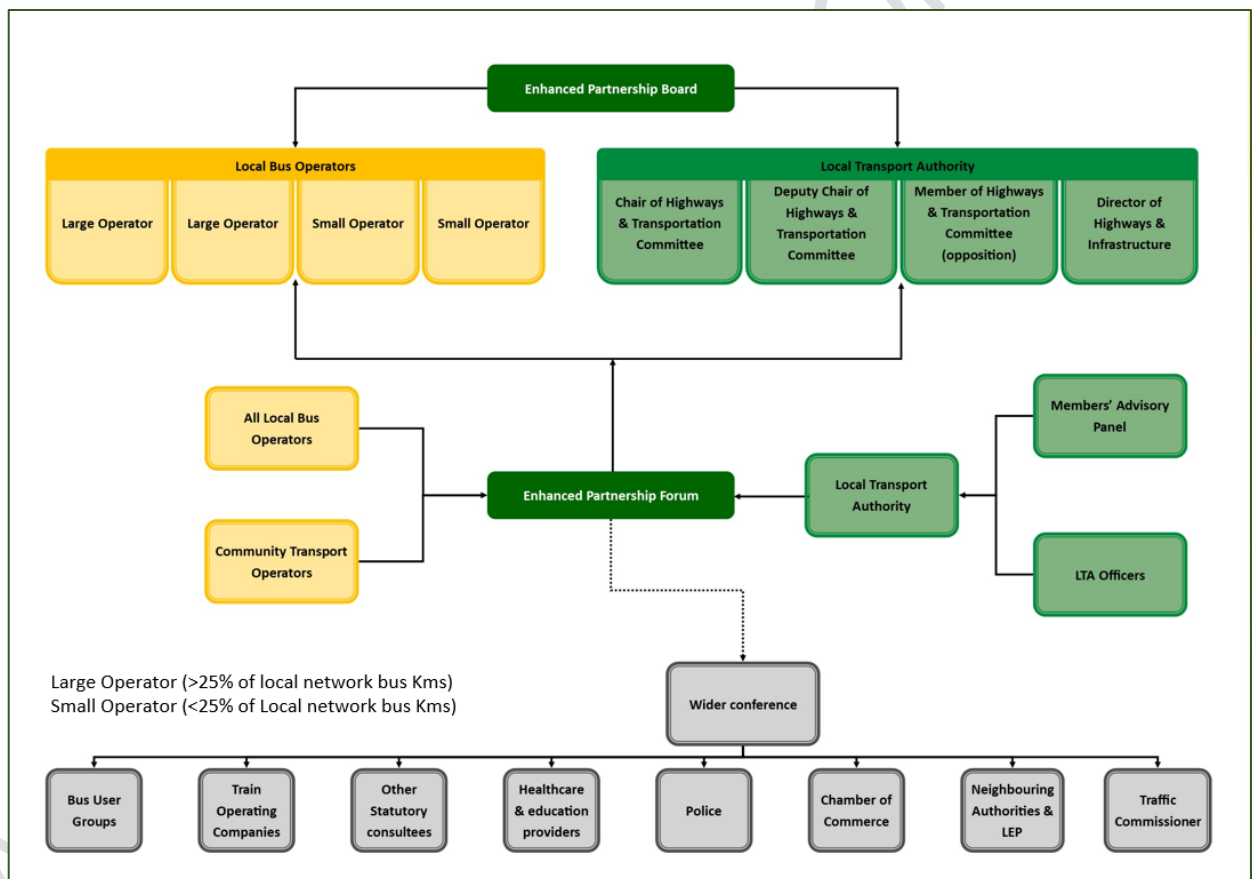 Enhanced Partnership Board
Local Bus Operators
Large Operator
Large Operator
Small Operator
Small Operator
Local Transport Authority
Chair of Highways
& Transportation
Committee
Deputy Chair of
Highways &
Transportation
Committee
Member of Highways
& Transportation
Committee
(opposition)
Director of
Highways &
Infrastructure
All Local Bus
Operators
Community Transport
Operators
Enhanced Partnership Forum
Local Transport
Authority
Members’ Advisory
Panel
LTA Officers
Large Operator (>25% of local network bus Kms)
Small Operator (<25% of Local network bus Kms)
Wider conference
Bus User
Groups
Train
Operating
Companies
Other
Statutory
consultees
Healthcare
& education
providers
Police
Chamber of
Commerce
Neighbouring
Authorities &
LEP
Traffic
Commissioner